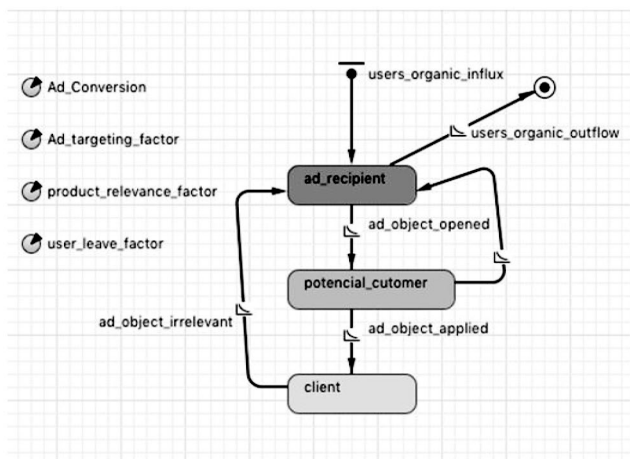 users_organic_influx
Ad_Conversion
users_organic_outflow
Ad_targeting_factor
ad_recipient
product_relevance_factor
ad_object_opened
user_leave_factor
potencial_cutomer
ad_object_irrelevant
ad_object_applied
client